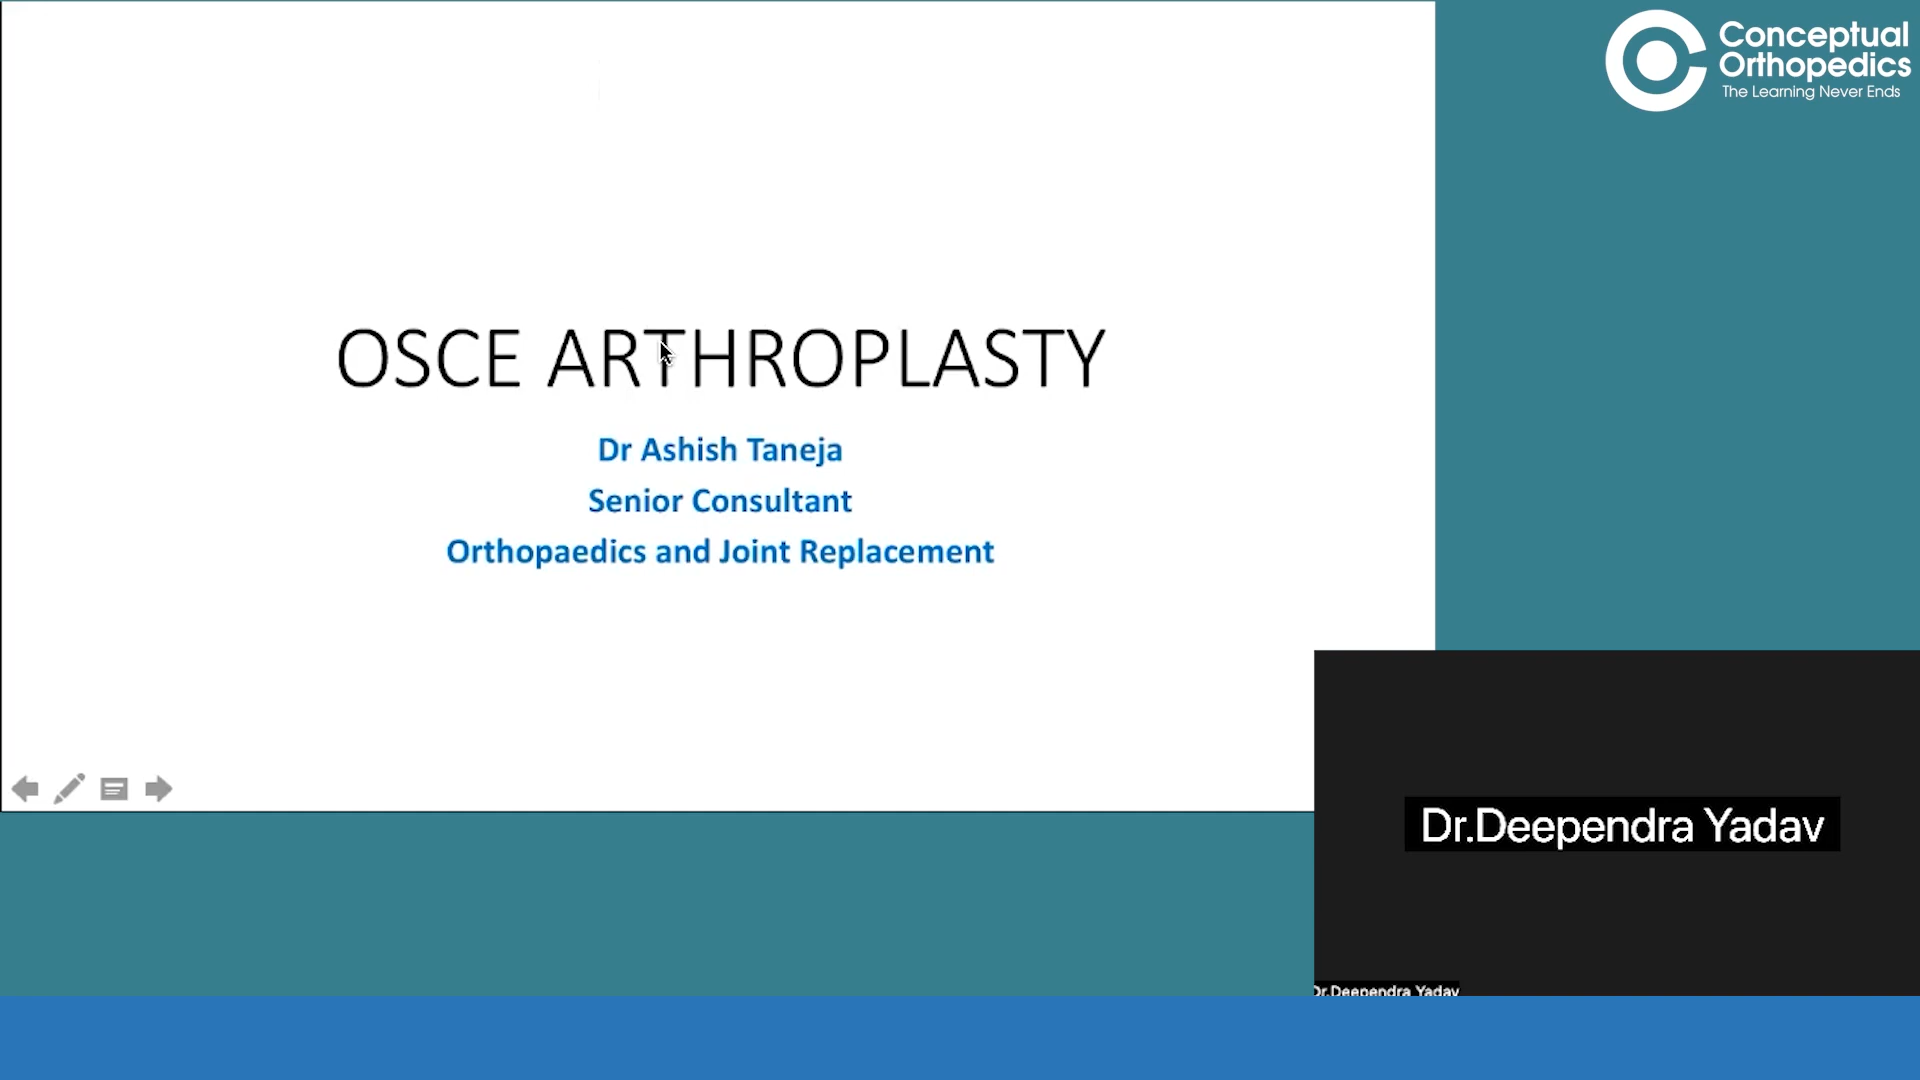 Conceptual
Orthopedics
The Learning Never Ends
OSCE ARTHROPLASTY
Dr Ashish Taneja
Senior Consultant
Orthopaedics and Joint Replacement
Dr.Deependra Yadav
Dr.Deependra Yadav